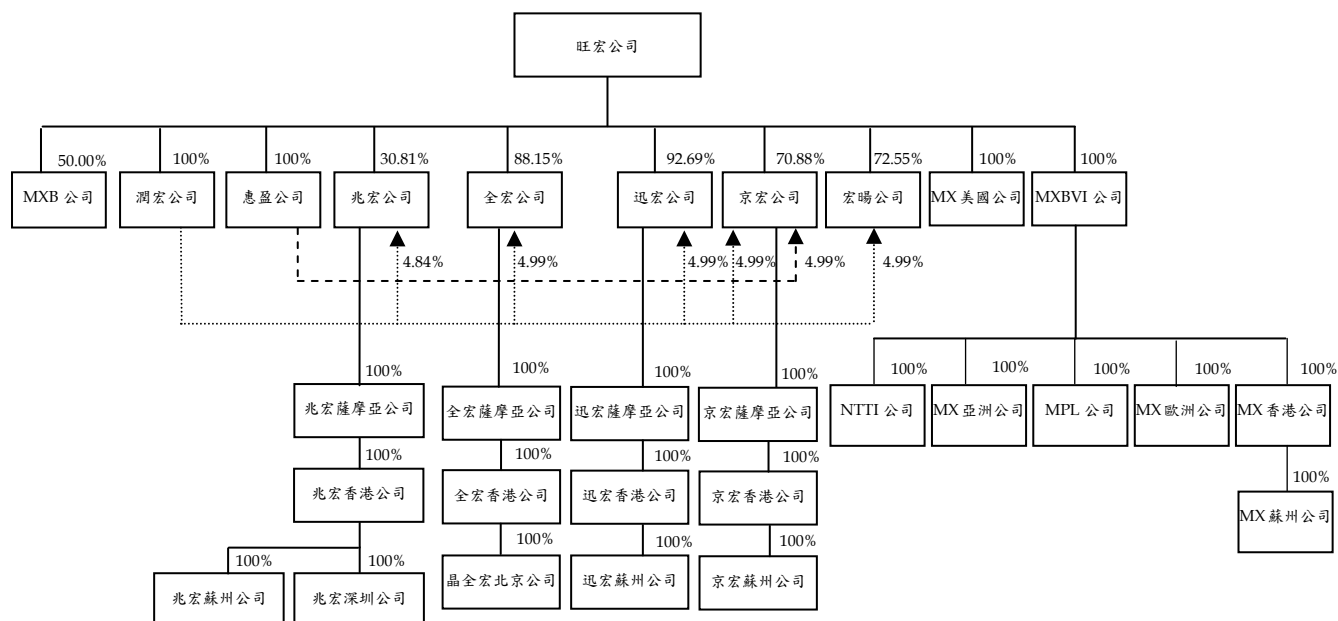 旺宏公司
50.00%
100%
100%
30.81%
88.15%
92.69%
70.88%
72.55%
100%
100%
MXB 公司
潤宏公司
惠盈公司
兆宏公司
全宏公司
迅宏公司
京宏公司
宏暘公司
MX 美國公司
MXBVI 公司
4.84%
4.99%
4.99%
4.99%
4.99%
4.99%
100%
100%
100%
100%
100%
100%
100%
100%
100%
兆宏薩摩亞公司
全宏薩摩亞公司
迅宏薩摩亞公司
京宏薩摩亞公司
NTTI 公司
MX 亞洲公司
MPL 公司
MX 歐洲公司
MX 香港公司
100%
100%
100%
100%
100%
兆宏香港公司
全宏香港公司
迅宏香港公司
京宏香港公司
MX 蘇州公司
100%
100%
100%
100%
100%
兆宏蘇州公司
兆宏深圳公司
晶全宏北京公司
迅宏蘇州公司
京宏蘇州公司